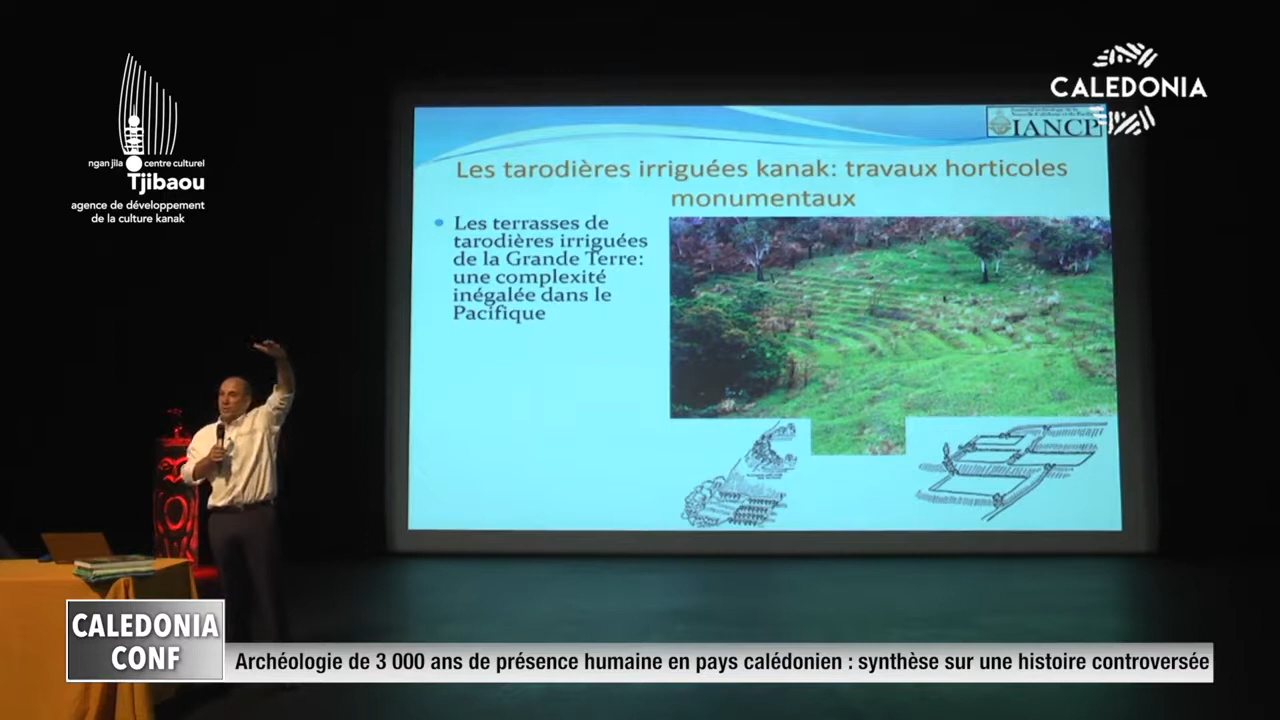 ngan jila centre culturel
Tjibaou
agence de développement
de la culture kanak
CALEDONIA
IANCP
Les tarodières irriguées kanak: travaux horticoles
monumentaux
Les terrasses de
tarodières irriguées
de la Grande Terre:
une complexité
inégalée dans le
Pacifique
CALEDONIA
CONF
Archéologie de 3 000 ans de présence humaine en pays calédonien : synthèse sur une histoire controversée